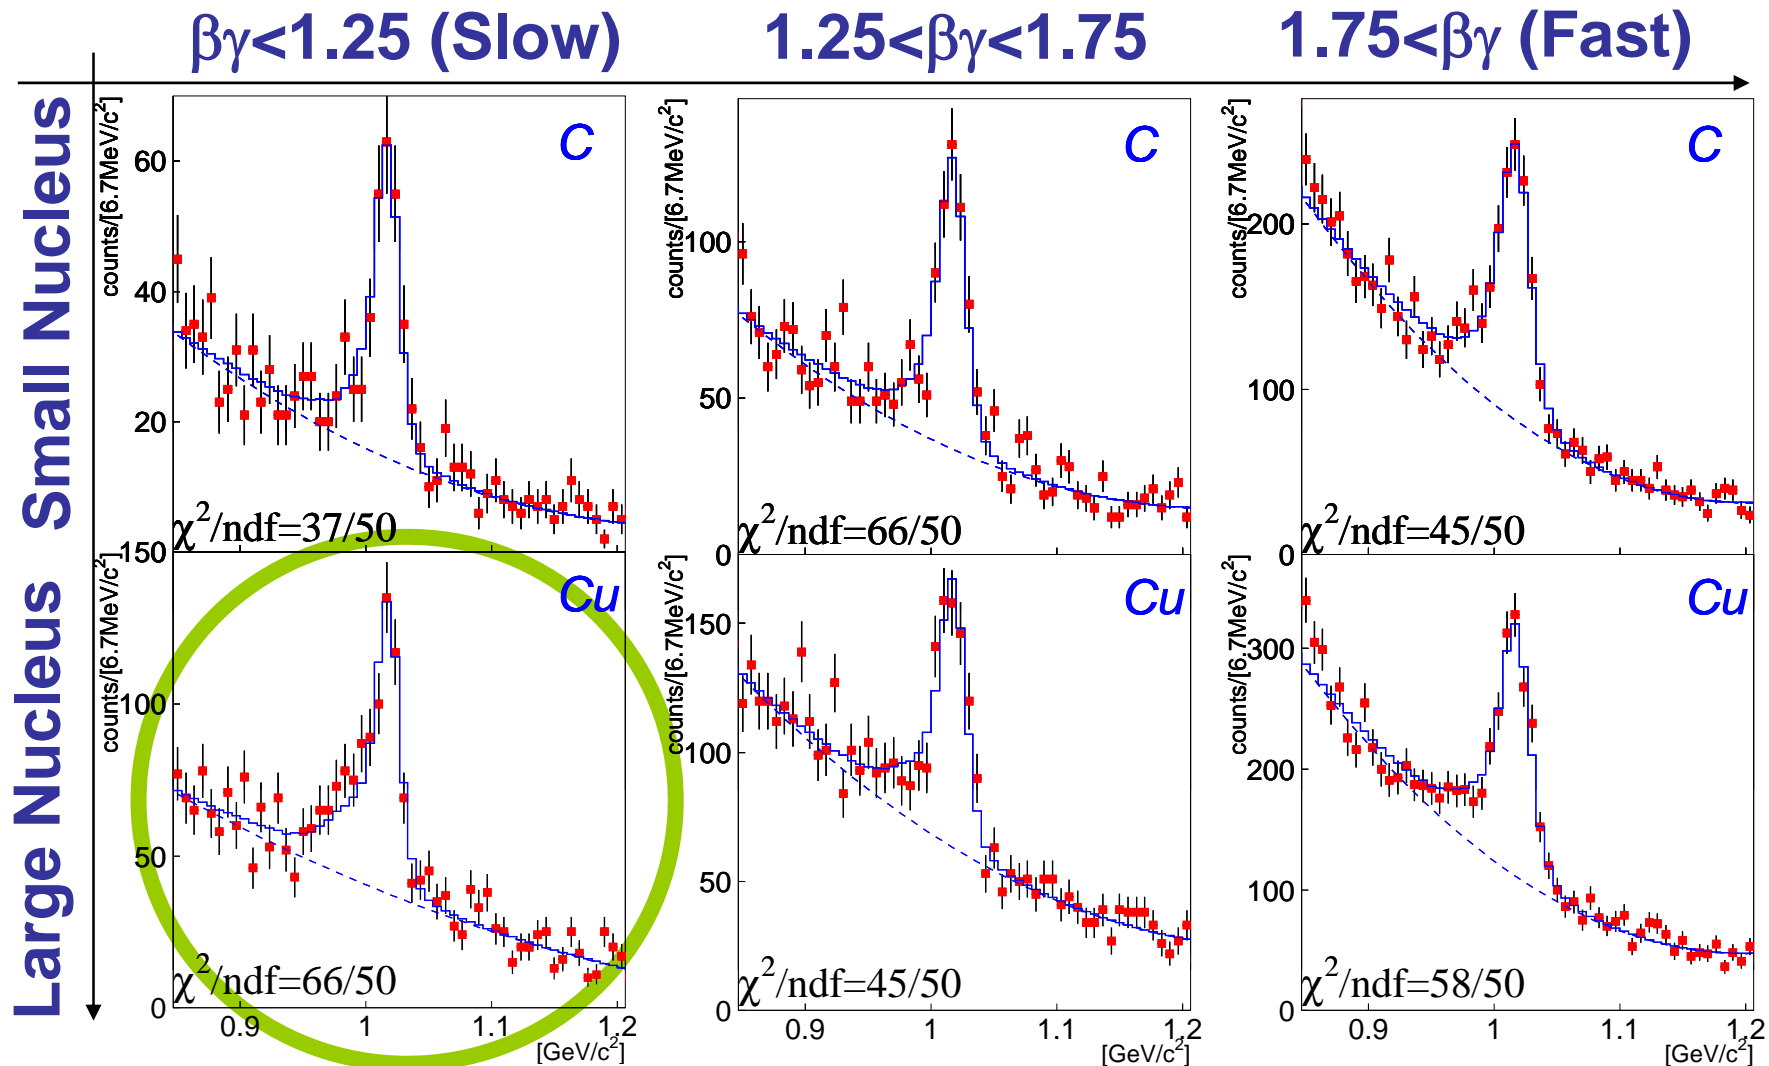 βγ<1.25 (Slow)
1.25<βγ<1.75
1.75<βγ (Fast)
Small Nucleus
Large Nucleus
counts/[6.7MeV/c²]
60
40
20
C
χ²/ndf=37/50
counts/[6.7MeV/c²]
100
50
0
C
χ²/ndf=66/50
counts/[6.7MeV/c²]
200
100
0
C
χ²/ndf=45/50
counts/[6.7MeV/c²]
150
100
50
0
Cu
χ²/ndf=66/50
0.9 1 1.1 1.2
[GeV/c²]
counts/[6.7MeV/c²]
150
100
50
0
Cu
χ²/ndf=45/50
0.9 1 1.1 1.2
[GeV/c²]
counts/[6.7MeV/c²]
300
200
100
0
Cu
χ²/ndf=58/50
0.9 1 1.1 1.2
[GeV/c²]